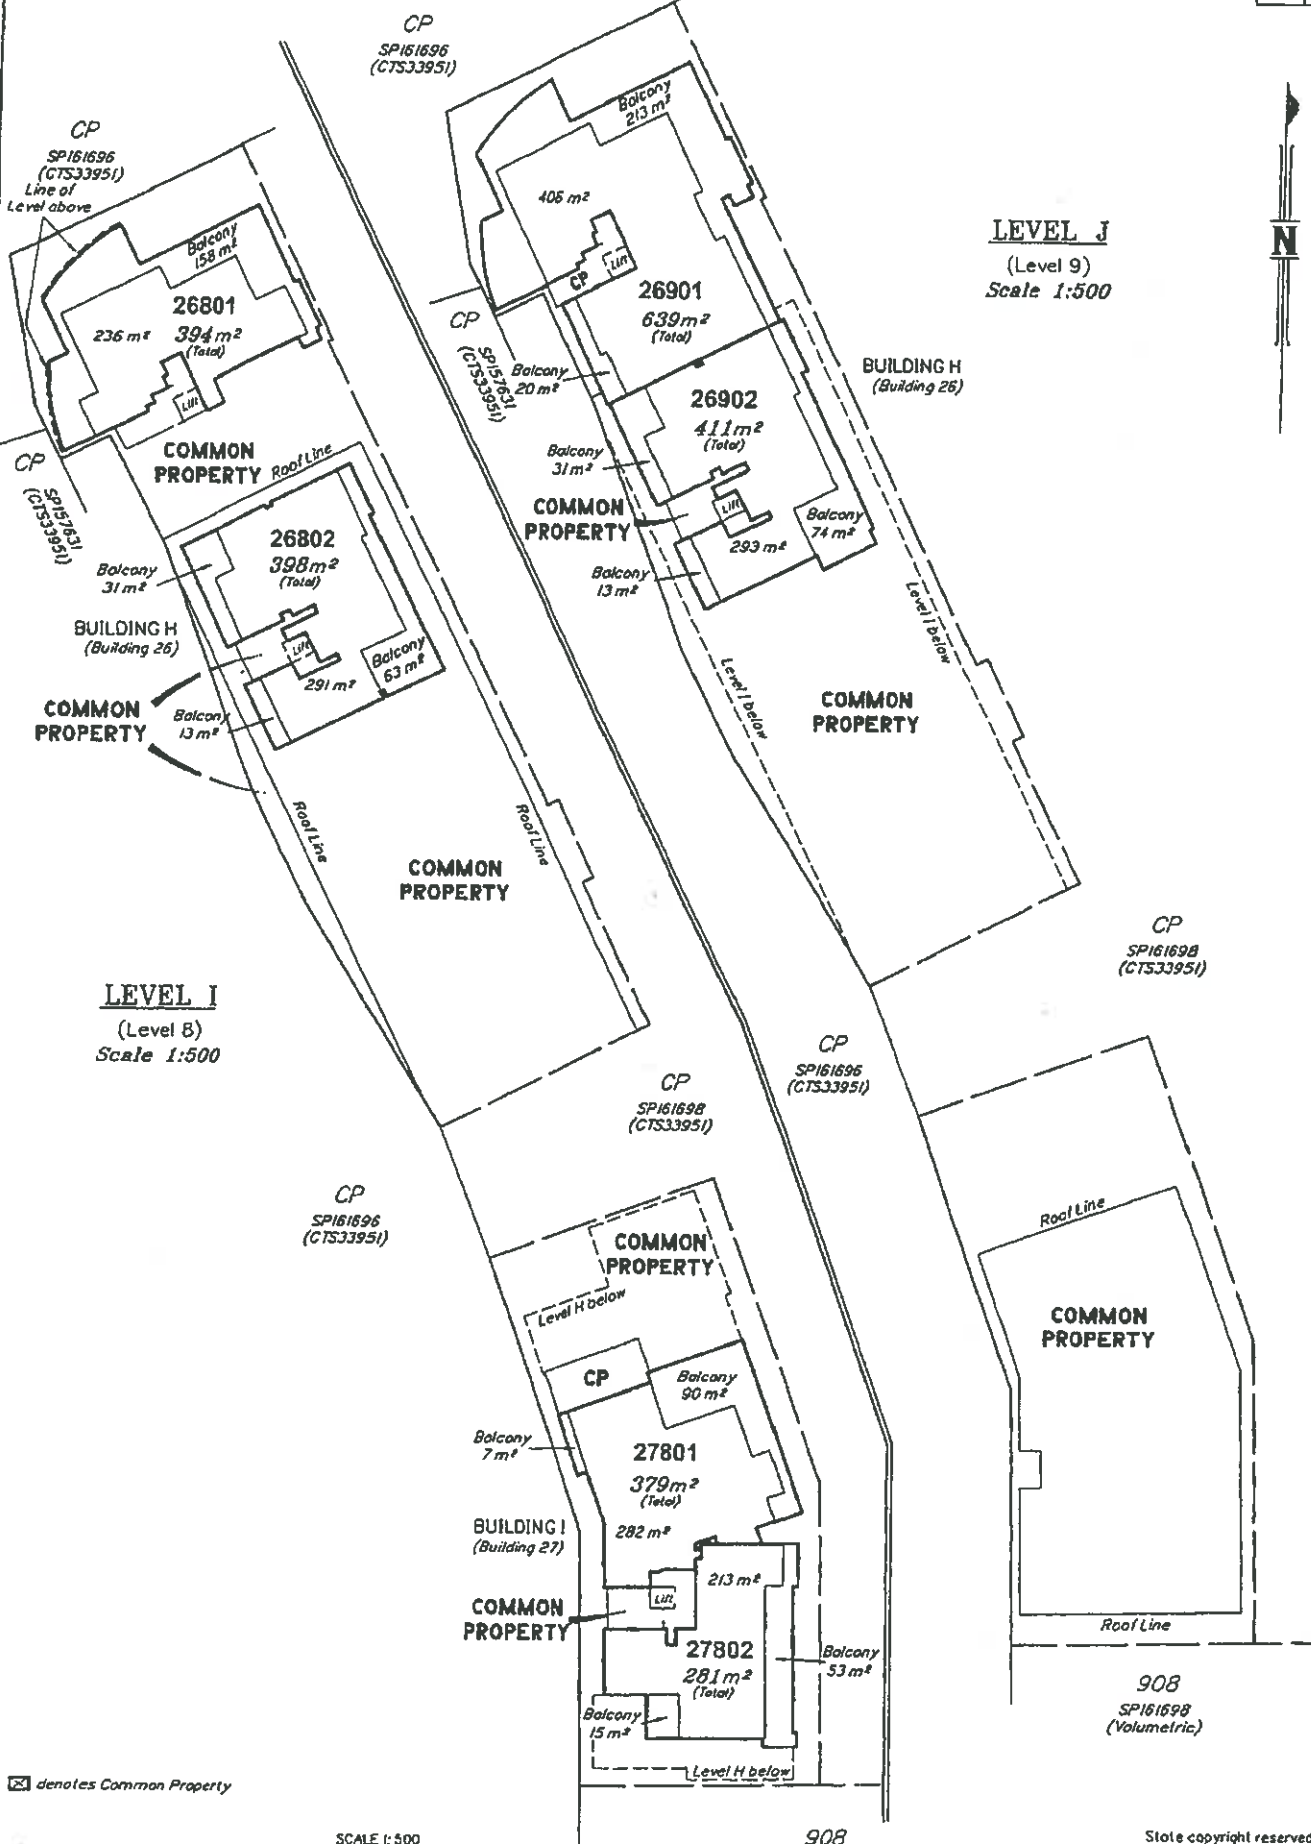 CP
SP161696
(CTS33951)
CP
SP161696
(CTS33951)
Line of
Level above
Balcony
158 m²
26801
236 m²
394m²
(Total)
Lift
COMMON
PROPERTY
Roof Line
CP
SP157631
(CTS33951)
26802
398m²
(Total)
Balcony
31 m²
BUILDING H
(Building 26)
Lift
291 m²
Balcony
63 m²
COMMON
PROPERTY
Balcony
13 m²
Roof Line
Roof Line
COMMON
PROPERTY
LEVEL I
(Level 8)
Scale 1:500
Balcony
213 m²
405 m²
Lift
CP
26901
639m²
(Total)
CP
SP157631
(CTS33951)
Balcony
20 m²
26902
411m²
(Total)
Balcony
31 m²
COMMON
PROPERTY
Lift
293 m²
Balcony
74 m²
Balcony
13 m²
BUILDING H
(Building 26)
LEVEL J
(Level 9)
Scale 1:500
N
Level I below
Level I below
COMMON
PROPERTY
CP
SP161698
(CTS33951)
CP
SP161696
(CTS33951)
CP
SP161698
(CTS33951)
CP
SP161696
(CTS33951)
COMMON
PROPERTY
Level H below
CP
Balcony
90 m²
Balcony
7 m²
27801
379m²
(Total)
BUILDING I
(Building 27)
282 m²
213 m²
Lift
COMMON
PROPERTY
27802
281m²
(Total)
Balcony
53 m²
Balcony
15 m²
Level H below
Roof Line
COMMON
PROPERTY
Roof Line
908
SP161698
(Volumetric)
denotes Common Property
SCALE 1:500
908
State copyright reserved